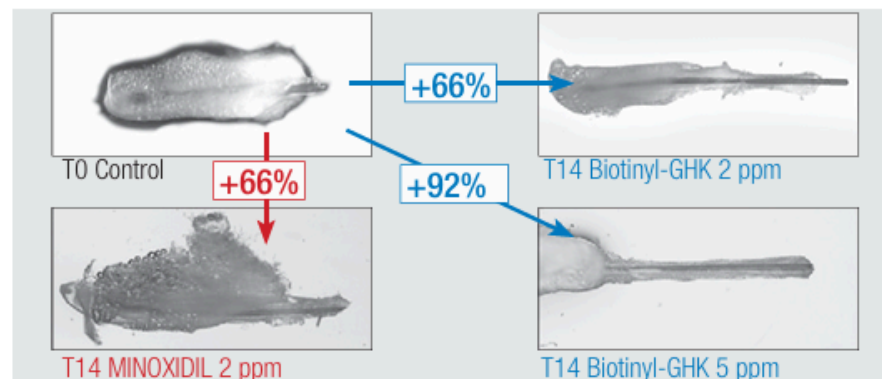 +66%
T0 Control
T14 Biotinyl-GHK 2 ppm
+66%
+92%
T14 MINOXIDIL 2 ppm
T14 Biotinyl-GHK 5 ppm